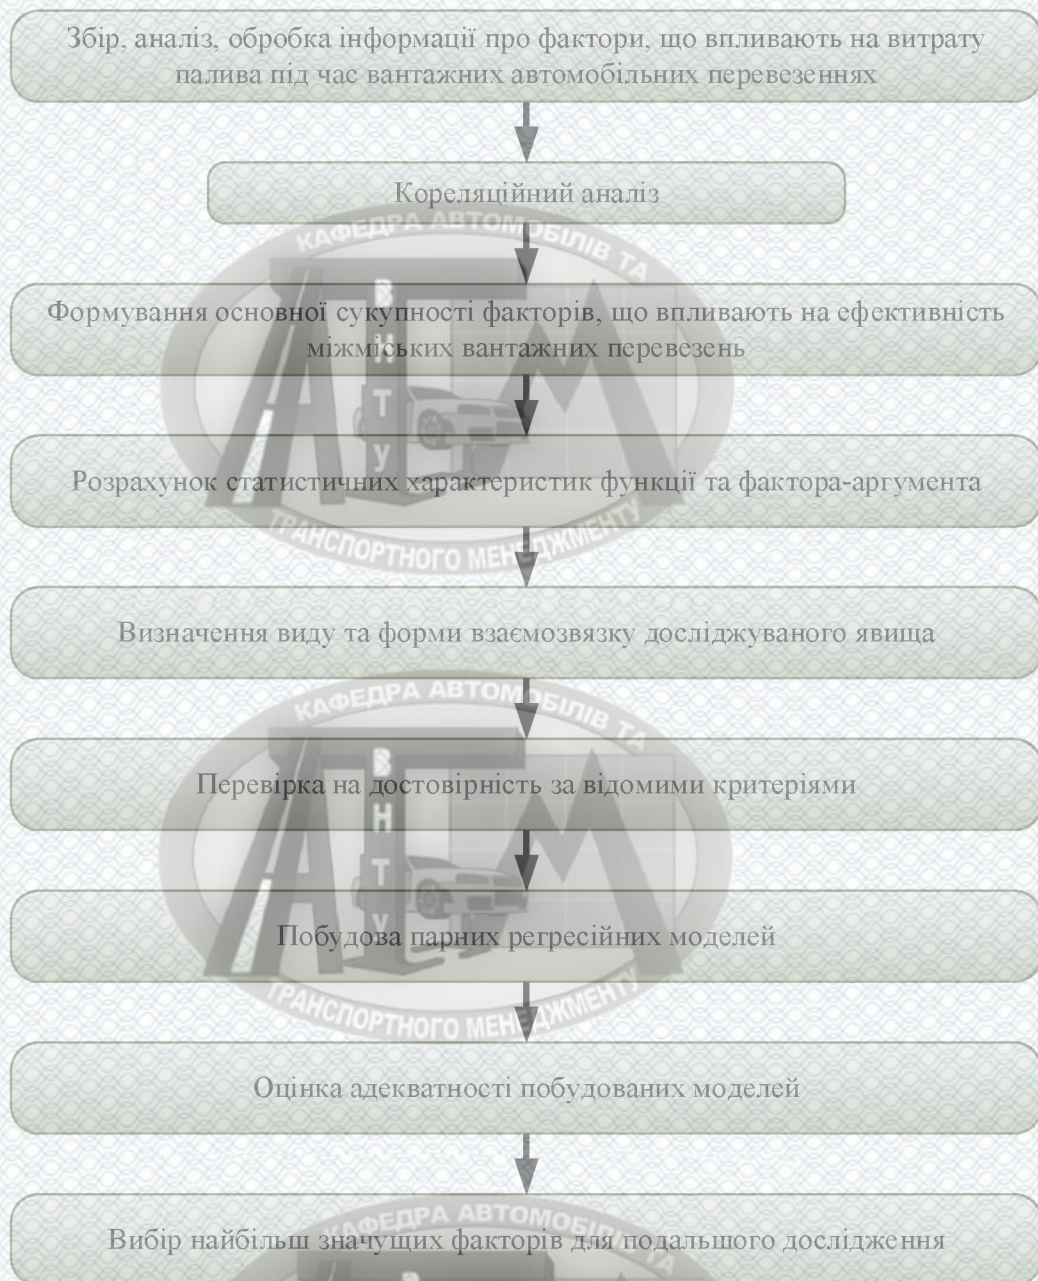 Збір, аналіз, обробка інформації про фактори, що впливають на витрату
палива під час вантажних автомобільних перевезеннях
Кореляційний аналіз
КАФЕДРА АВТОМОБІЛІВ ТА
ВНТУ
Формування основної сукупності факторів, що впливають на ефективність
міжміських вантажних перевезень
Розрахунок статистичних характеристик функції та фактора-аргумента
ТРАНСПОРТНОГО МЕНЕДЖМЕНТУ
Визначення виду та форми взаємозвязку досліджуваного явища
КАФЕДРА АВТОМОБІЛІВ ТА
ВНТУ
Перевірка на достовірність за відомими критеріями
Побудова парних регресійних моделей
ТРАНСПОРТНОГО МЕНЕДЖМЕНТУ
Оцінка адекватності побудованих моделей
КАФЕДРА АВТОМОБІЛІВ ТА
Вибір найбільш значущих факторів для подальшого дослідження